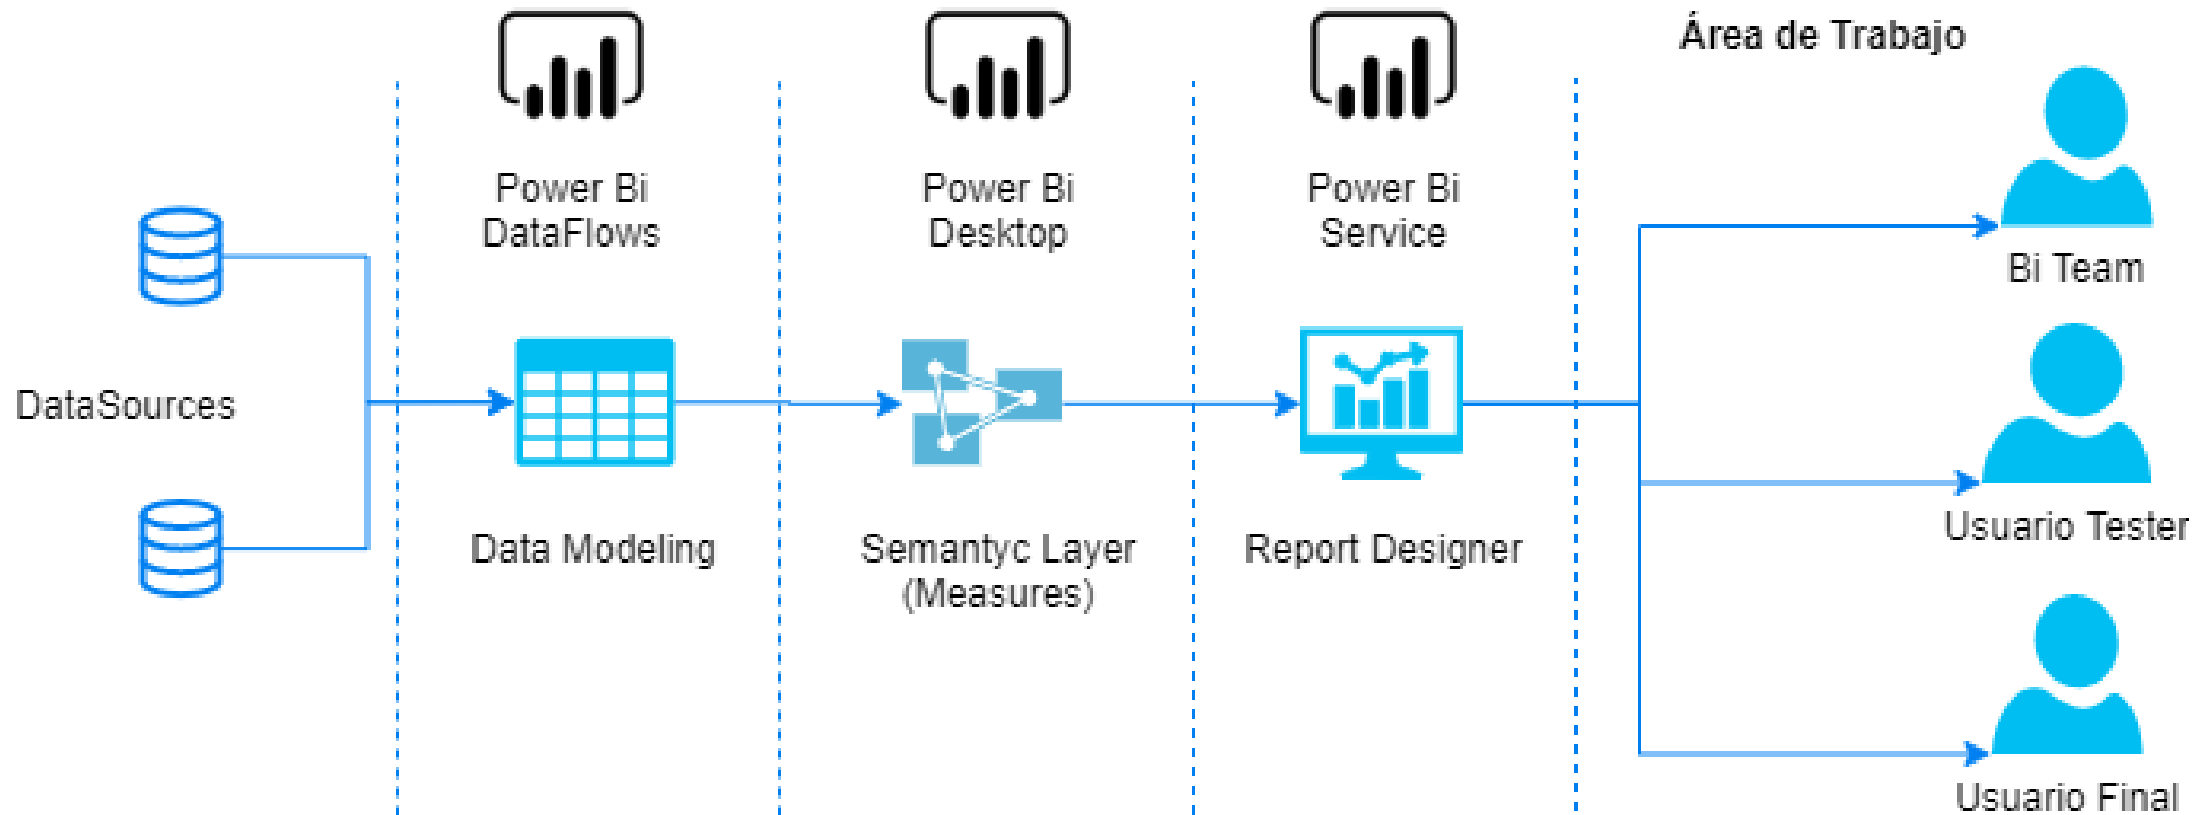 Área de Trabajo
Power Bi
DataFlows
Power Bi
Desktop
Power Bi
Service
Bi Team
DataSources
Usuario Tester
Data Modeling
Semantyc Layer
(Measures)
Report Designer
Usuario Final